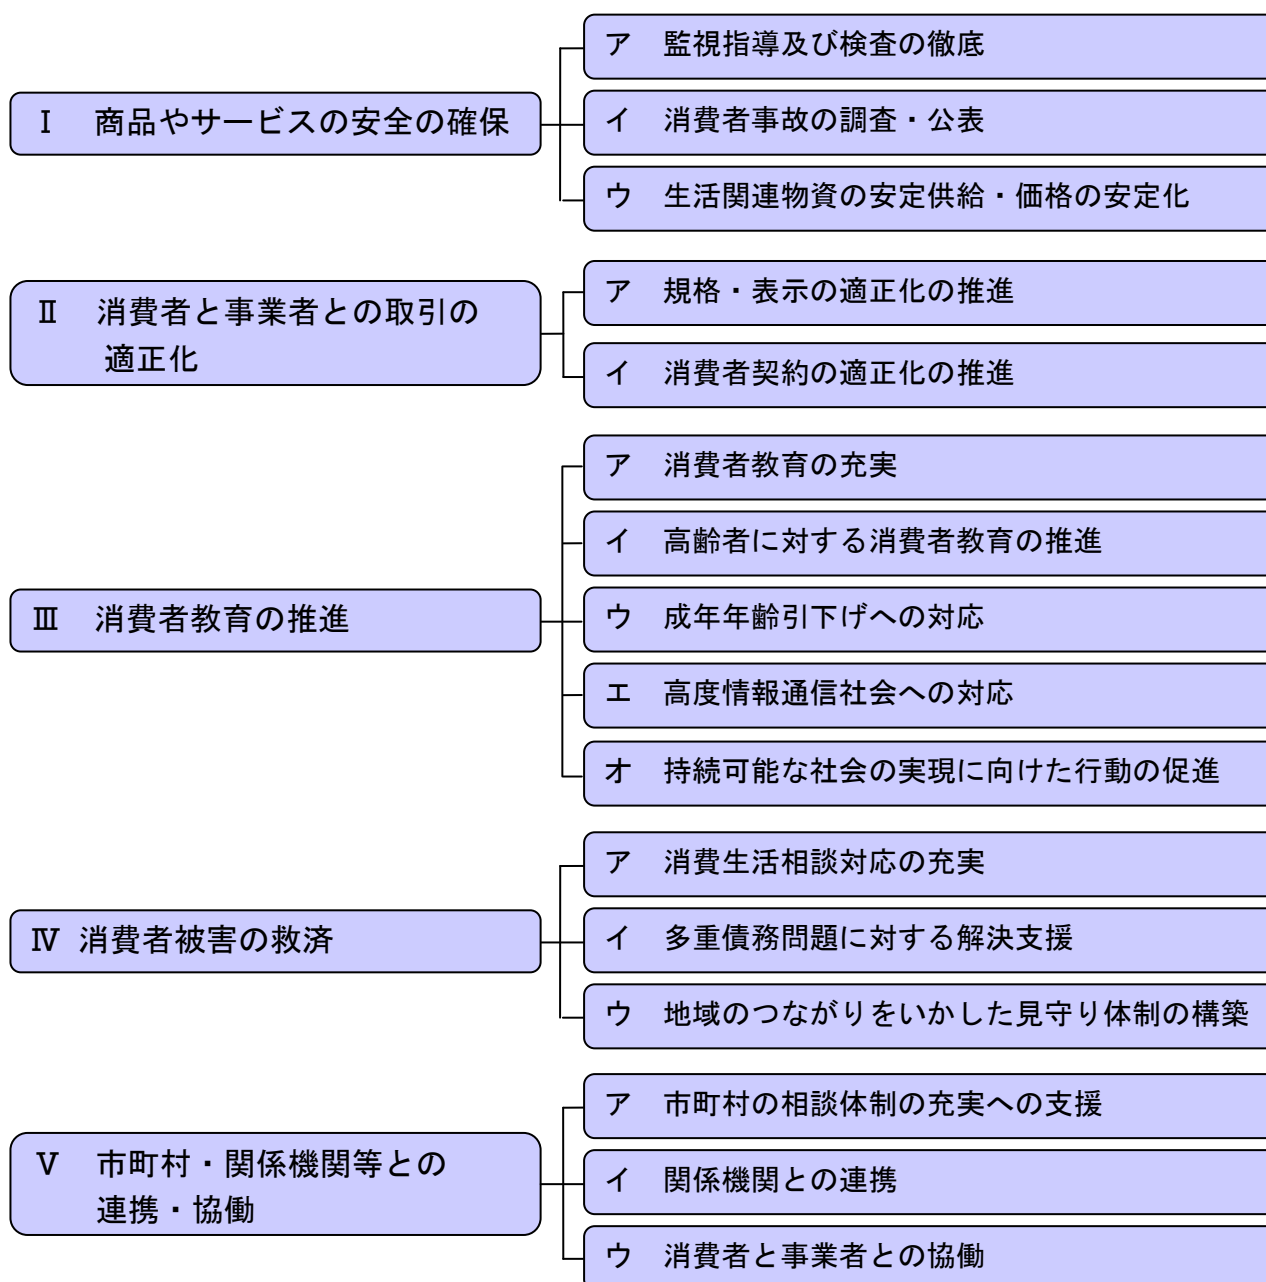 Ⅰ　商品やサービスの安全の確保
ア　監視指導及び検査の徹底
イ　消費者事故の調査・公表
ウ　生活関連物資の安定供給・価格の安定化
Ⅱ　消費者と事業者との取引の
適正化
ア　規格・表示の適正化の推進
イ　消費者契約の適正化の推進
Ⅲ　消費者教育の推進
ア　消費者教育の充実
イ　高齢者に対する消費者教育の推進
ウ　成年年齢引下げへの対応
エ　高度情報通信社会への対応
オ　持続可能な社会の実現に向けた行動の促進
Ⅳ 消費者被害の救済
ア　消費生活相談対応の充実
イ　多重債務問題に対する解決支援
ウ　地域のつながりをいかした見守り体制の構築
Ⅴ　市町村・関係機関等との
連携・協働
ア　市町村の相談体制の充実への支援
イ　関係機関との連携
ウ　消費者と事業者との協働